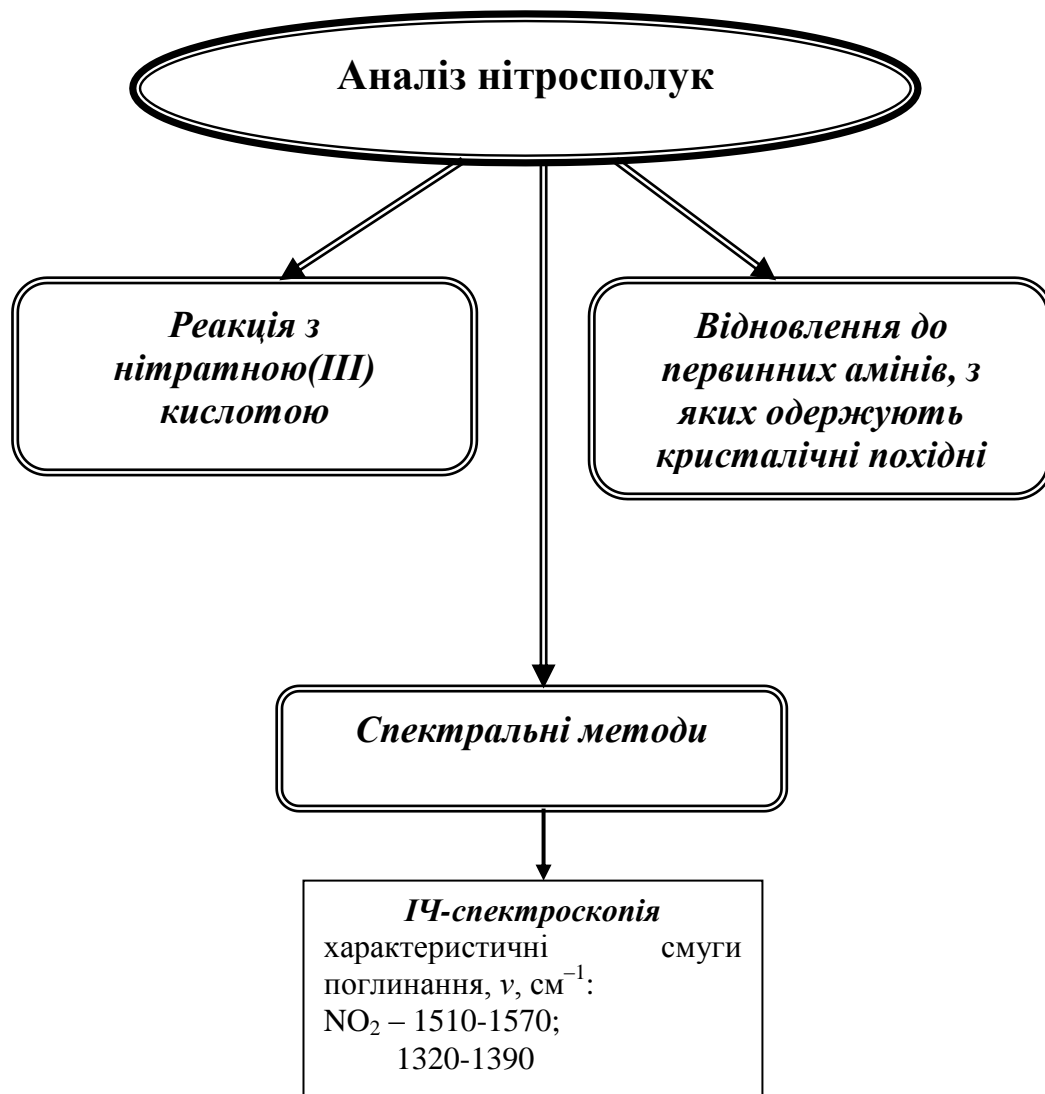 Аналіз нітросполук
Реакція з
нітратною(III)
кислотою
Відновлення до
первинних амінів, з
яких одержують
кристалічні похідні
Спектральні методи
ІЧ-спектроскопія
характеристичні смуги
поглинання, ν, см⁻¹:
NO₂ – 1510-1570;
1320-1390